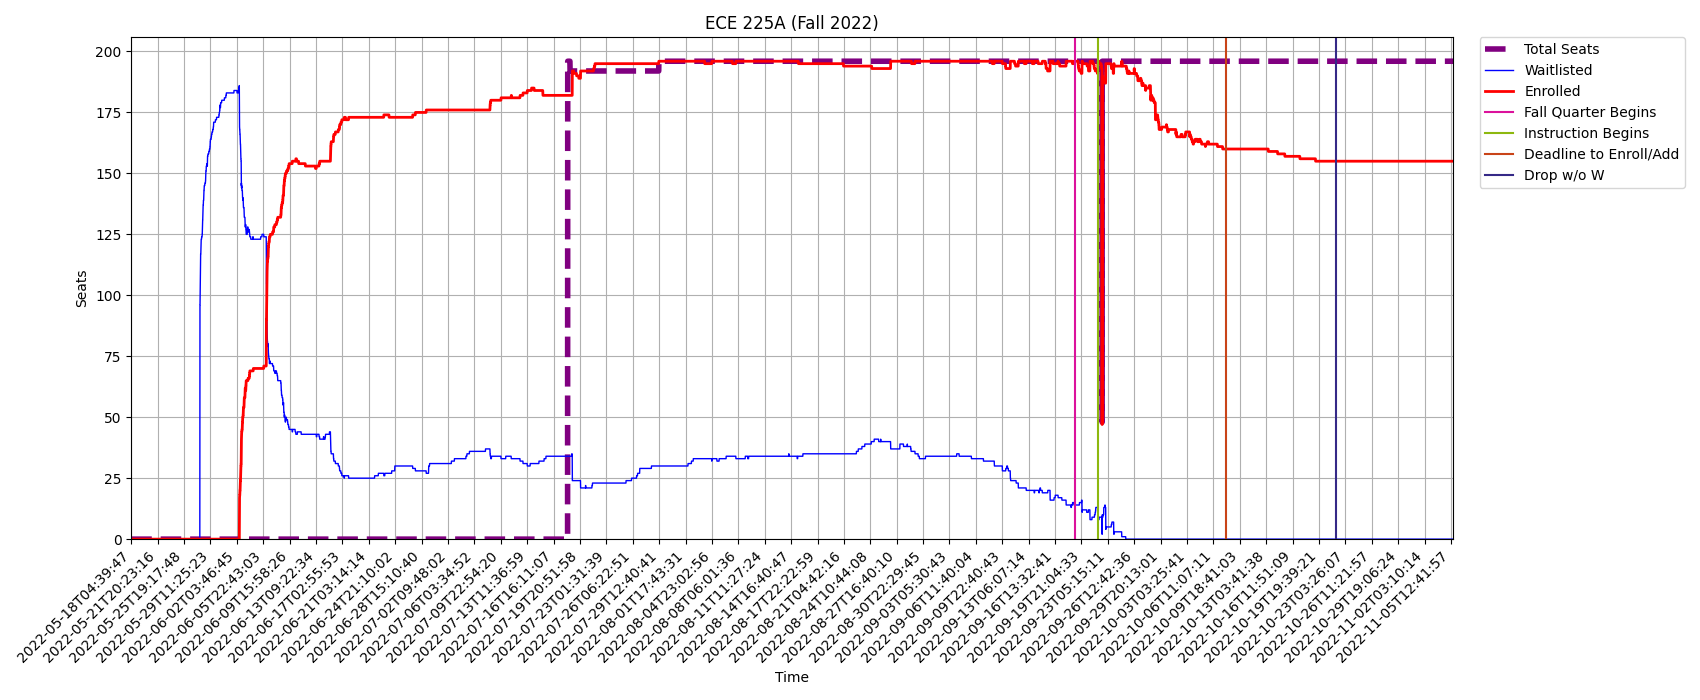 ECE 225A (Fall 2022)
Total Seats
Waitlisted
Enrolled
Fall Quarter Begins
Instruction Begins
Deadline to Enroll/Add
Drop w/o W
Seats
200
175
150
125
100
75
50
25
0
2022-05-18T04:39:47
2022-05-21T20:23:16
2022-05-25T19:17:48
2022-05-29T11:25:23
2022-06-02T03:46:45
2022-06-05T22:43:03
2022-06-09T15:58:26
2022-06-13T09:22:34
2022-06-17T02:55:53
2022-06-21T03:14:14
2022-06-24T21:10:02
2022-06-28T15:10:40
2022-07-02T09:48:02
2022-07-06T03:34:52
2022-07-09T22:54:20
2022-07-13T11:36:59
2022-07-16T16:11:07
2022-07-19T20:51:58
2022-07-23T01:31:39
2022-07-26T06:22:51
2022-07-29T12:40:41
2022-08-01T17:43:31
2022-08-04T23:02:56
2022-08-08T06:01:36
2022-08-11T11:27:24
2022-08-14T16:40:47
2022-08-17T22:22:59
2022-08-21T04:42:16
2022-08-24T10:44:08
2022-08-27T16:40:10
2022-08-30T22:29:45
2022-09-03T05:30:43
2022-09-06T11:40:04
2022-09-09T22:40:43
2022-09-13T06:07:14
2022-09-16T13:32:41
2022-09-19T21:04:33
2022-09-23T05:15:11
2022-09-26T12:42:36
2022-09-29T20:13:01
2022-10-03T03:25:41
2022-10-06T11:07:11
2022-10-09T18:41:03
2022-10-13T03:41:38
2022-10-16T11:51:09
2022-10-19T19:39:21
2022-10-23T03:26:07
2022-10-26T11:21:57
2022-10-29T19:06:24
2022-11-02T03:10:14
2022-11-05T12:41:57
Time